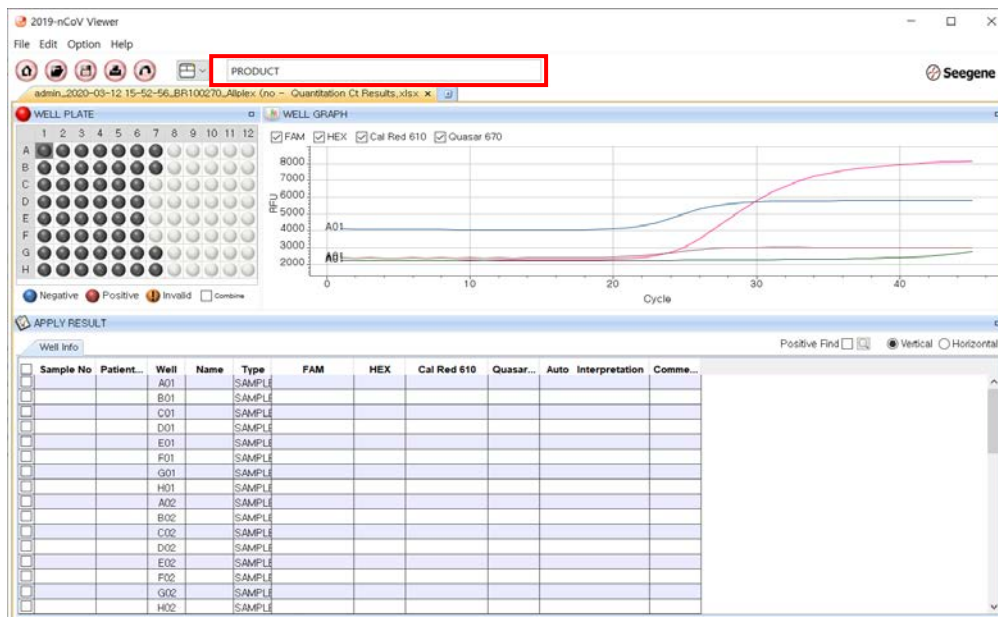 2019-nCoV Viewer
File Edit Option Help
PRODUCT
Seegene
admin_2020-03-12 15-52-56_BR100270_Allplex (no - Quantitation Ct Results.xlsx x
WELL PLATE
1 2 3 4 5 6 7 8 9 10 11 12
A
B
C
D
E
F
G
H
Negative Positive Invalid Combine
WELL GRAPH
FAM HEX Cal Red 610 Quasar 670
8000
7000
6000
5000
4000
3000
2000
RFU
A01
A01
0 10 20 30 40
Cycle
APPLY RESULT
Well Info
Positive Find Vertical Horizontal
Sample No Patient... Well Name Type FAM HEX Cal Red 610 Quasar... Auto Interpretation Comme...
A01 SAMPLE
B01 SAMPLE
C01 SAMPLE
D01 SAMPLE
E01 SAMPLE
F01 SAMPLE
G01 SAMPLE
H01 SAMPLE
A02 SAMPLE
B02 SAMPLE
C02 SAMPLE
D02 SAMPLE
E02 SAMPLE
F02 SAMPLE
G02 SAMPLE
H02 SAMPLE